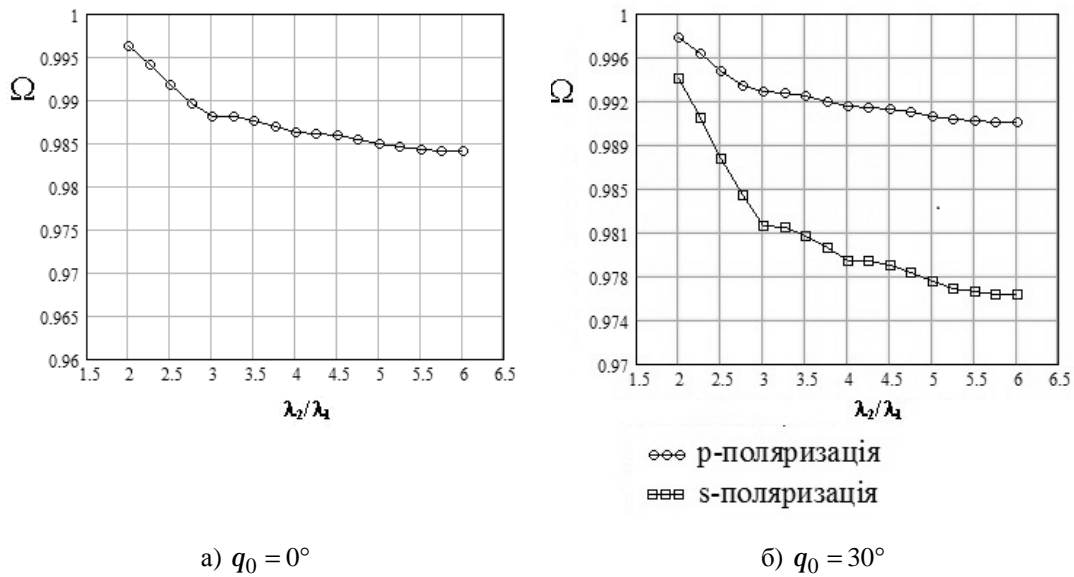 1
0.995
0.99
0.985
0.98
0.975
0.97
0.965
0.96
Ω
1.5 2 2.5 3 3.5 4 4.5 5 5.5 6 6.5
λ₂/λ₁
1
0.996
0.992
0.989
0.985
0.981
0.978
0.974
0.97
Ω
1.5 2 2.5 3 3.5 4 4.5 5 5.5 6 6.5
λ₂/λ₁
р-поляризація
s-поляризація
а) q₀ = 0°
б) q₀ = 30°